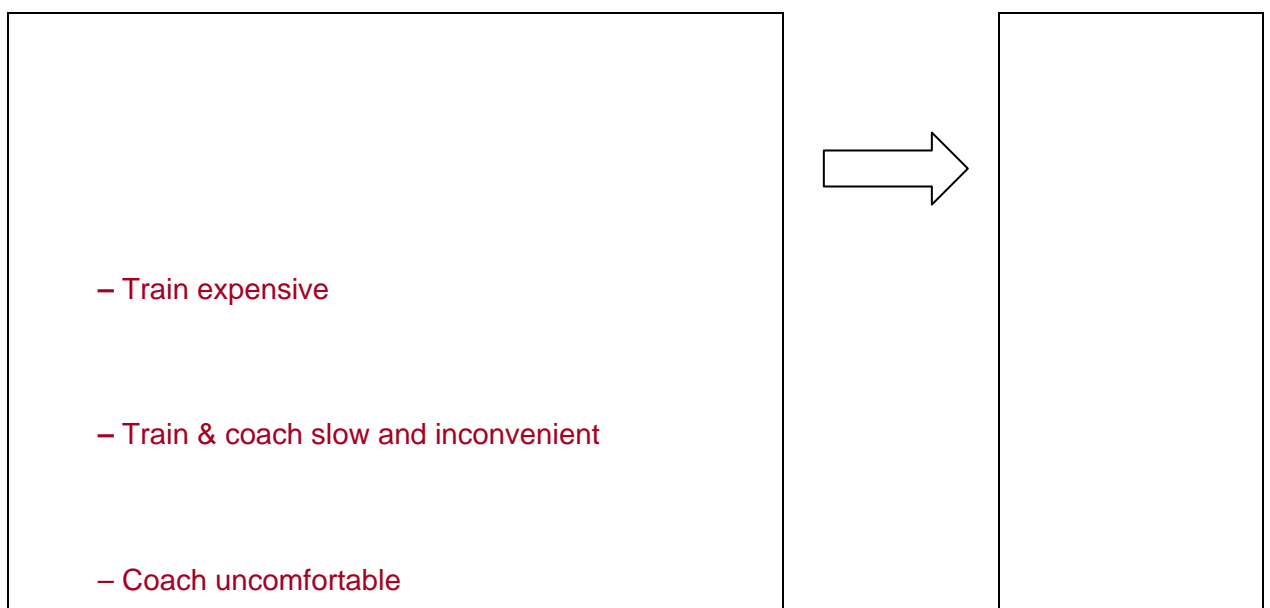 – Train expensive
– Train & coach slow and inconvenient
– Coach uncomfortable